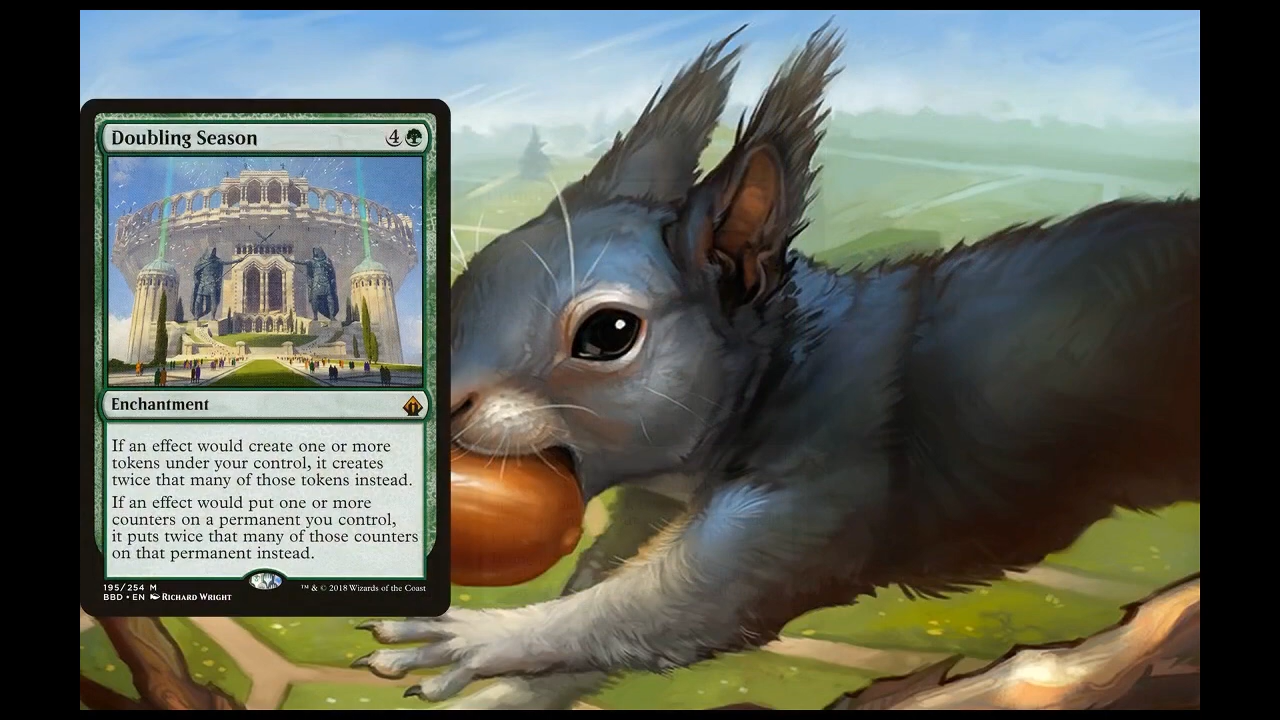 Doubling Season 4
Enchantment
If an effect would create one or more
tokens under your control, it creates
twice that many of those tokens instead.
If an effect would put one or more
counters on a permanent you control,
it puts twice that many of those counters
on that permanent instead.
195/254 M
BBD • EN Richard Wright
™ & © 2018 Wizards of the Coast